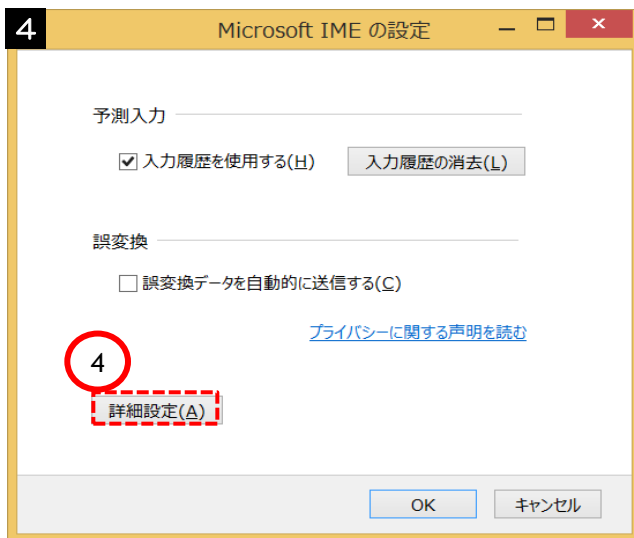 4
Microsoft IME の設定
予測入力
入力履歴を使用する(H)
入力履歴の消去(L)
誤変換
誤変換データを自動的に送信する(C)
プライバシーに関する声明を読む
4
詳細設定(A)
OK
キャンセル